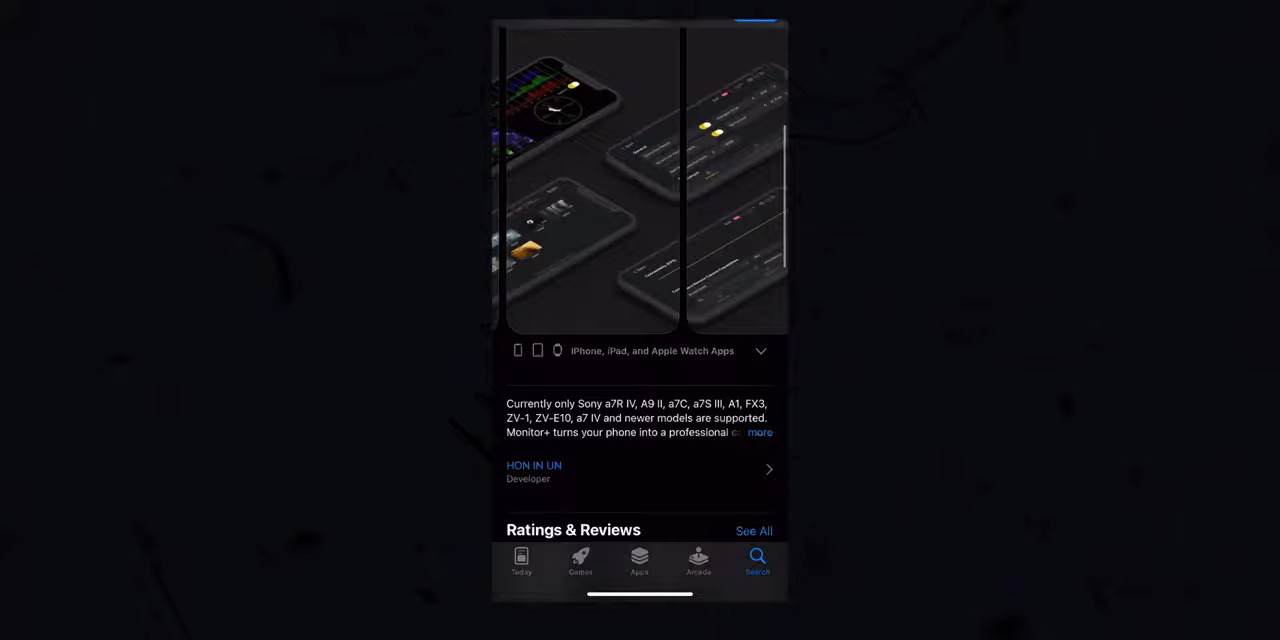 iPhone, iPad, and Apple Watch Apps
Currently only Sony a7R IV, A9 II, a7C, a7S III, A1, FX3,
ZV-1, ZV-E10, a7 IV and newer models are supported.
Monitor+ turns your phone into a professional more
HON IN UN
Developer
Ratings & Reviews
See All
Today
Games
Apps
Arcade
Search